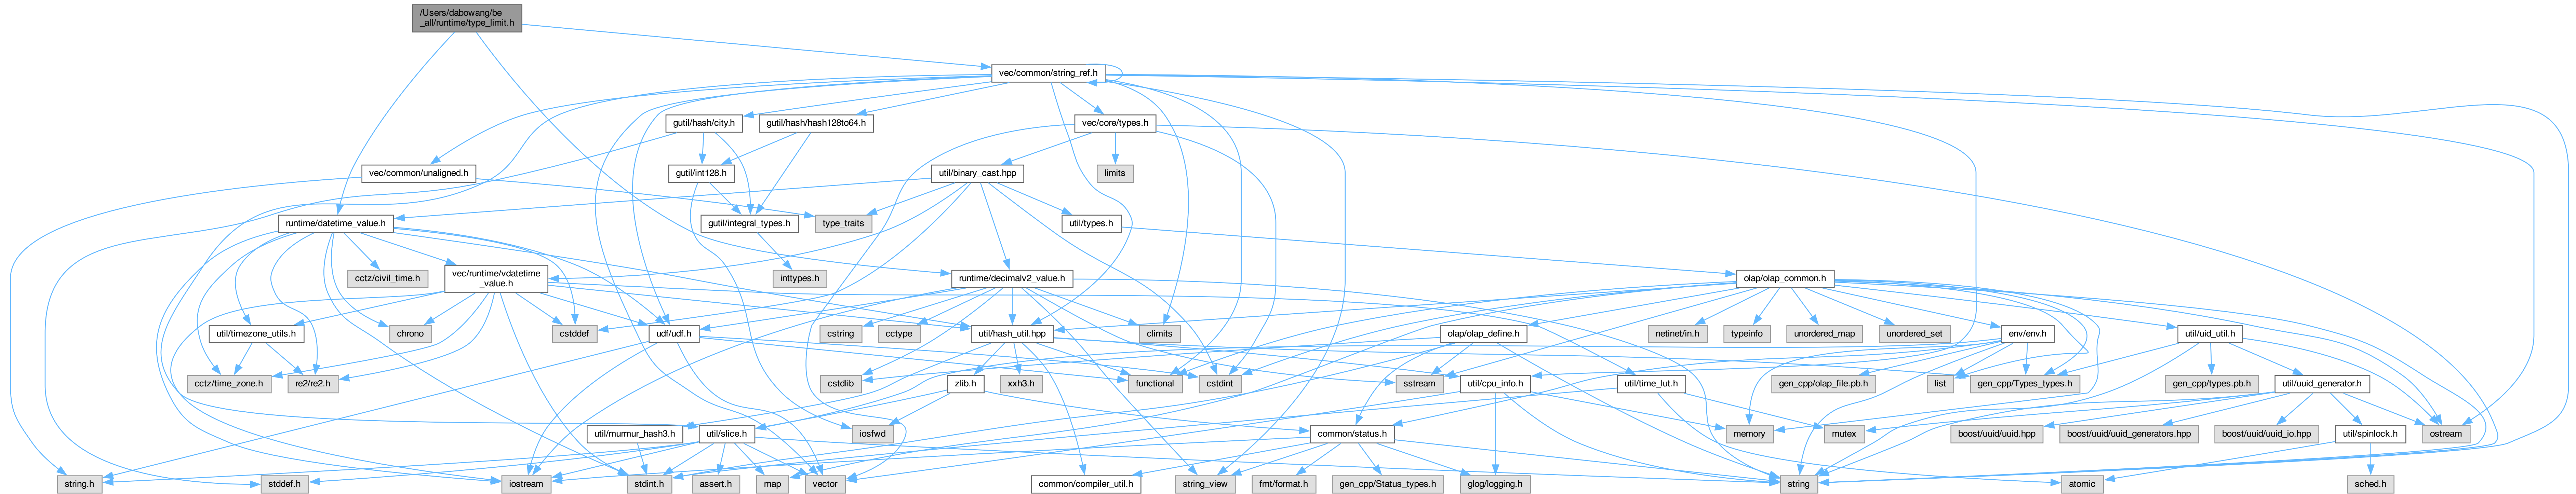 /Users/dabowang/be
_all/runtime/type_limit.h
vec/common/string_ref.h
gutil/hash/city.h
gutil/hash/hash128to64.h
vec/core/types.h
vec/common/unaligned.h
gutil/int128.h
util/binary_cast.hpp
limits
runtime/datetime_value.h
gutil/integral_types.h
type_traits
util/types.h
cctz/civil_time.h
vec/runtime/vdatetime
_value.h
inttypes.h
runtime/decimalv2_value.h
olap/olap_common.h
util/timezone_utils.h
chrono
cstddef
udf/udf.h
cstring
cctype
util/hash_util.hpp
climits
olap/olap_define.h
netinet/in.h
typeinfo
unordered_map
unordered_set
env/env.h
util/uid_util.h
cctz/time_zone.h
re2/re2.h
cstdlib
zlib.h
xxh3.h
functional
cstdint
sstream
util/cpu_info.h
util/time_lut.h
gen_cpp/olap_file.pb.h
list
gen_cpp/Types_types.h
gen_cpp/types.pb.h
util/uuid_generator.h
util/murmur_hash3.h
util/slice.h
iosfwd
common/status.h
memory
mutex
boost/uuid/uuid.hpp
boost/uuid/uuid_generators.hpp
boost/uuid/uuid_io.hpp
util/spinlock.h
ostream
string.h
stddef.h
iostream
stdint.h
assert.h
map
vector
common/compiler_util.h
string_view
fmt/format.h
gen_cpp/Status_types.h
glog/logging.h
string
atomic
sched.h